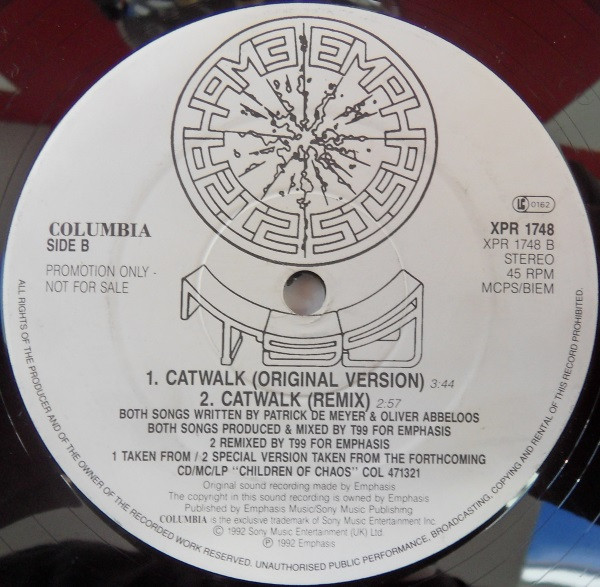 EMPHASIS
EMPHASIS
T99
COLUMBIA
SIDE B
PROMOTION ONLY -
NOT FOR SALE
LC 0162
XPR 1748
XPR 1748 B
STEREO
45 RPM
MCPS/BIEM
1. CATWALK (ORIGINAL VERSION) 3:44
2. CATWALK (REMIX) 2:57
BOTH SONGS WRITTEN BY PATRICK DE MEYER & OLIVER ABBELOOS
BOTH SONGS PRODUCED & MIXED BY T99 FOR EMPHASIS
2 REMIXED BY T99 FOR EMPHASIS
1 TAKEN FROM / 2 SPECIAL VERSION TAKEN FROM THE FORTHCOMING
CD/MC/LP "CHILDREN OF CHAOS" COL 471321
Original sound recording made by Emphasis
The copyright in this sound recording is owned by Emphasis
Published by Emphasis Music/Sony Music Publishing
COLUMBIA is the exclusive trademark of Sony Music Entertainment Inc.
© 1992 Sony Music Entertainment (UK) Ltd.
℗ 1992 Emphasis
ALL RIGHTS OF THE PRODUCER AND OF THE OWNER OF THE RECORDED WORK RESERVED. UNAUTHORISED PUBLIC PERFORMANCE, BROADCASTING, COPYING AND RENTAL OF THIS RECORD PROHIBITED.